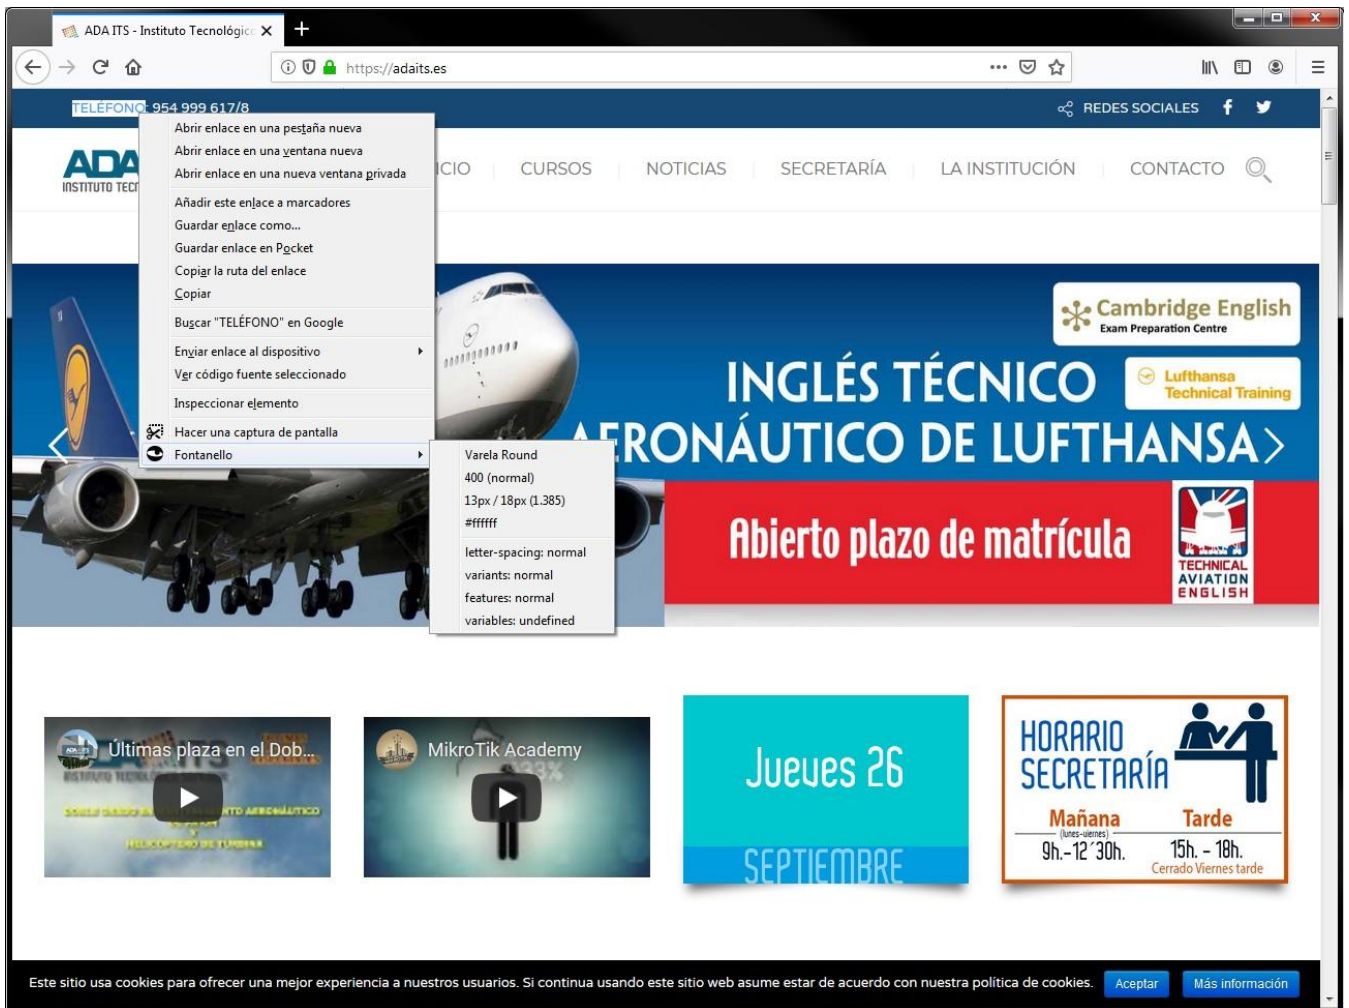 ADA ITS - Instituto Tecnológico
https://adaits.es
TELÉFONO: 954 999 617/8
REDES SOCIALES
ADA
INSTITUTO TEC
ICIO
CURSOS
NOTICIAS
SECRETARÍA
LA INSTITUCIÓN
CONTACTO
Abrir enlace en una pestaña nueva
Abrir enlace en una ventana nueva
Abrir enlace en una nueva ventana privada
Añadir este enlace a marcadores
Guardar enlace como...
Guardar enlace en Pocket
Copiar la ruta del enlace
Copiar
Buscar "TELÉFONO" en Google
Enviar enlace al dispositivo
Ver código fuente seleccionado
Inspeccionar elemento
Hacer una captura de pantalla
Fontanello
Varela Round
400 (normal)
13px / 18px (1.385)
#ffffff
letter-spacing: normal
variants: normal
features: normal
variables: undefined
Cambridge English
Exam Preparation Centre
INGLÉS TÉCNICO
Lufthansa
Technical Training
AERONÁUTICO DE LUFTHANSA
Abierto plazo de matrícula
TECHNICAL
AVIATION
ENGLISH
Últimas plaza en el Dob...
MikroTik Academy
Jueves 26
SEPTIEMBRE
HORARIO
SECRETARÍA
Mañana
(lunes-viernes)
9h.-12´30h.
Tarde
15h. - 18h.
Cerrado Viernes tarde
Este sitio usa cookies para ofrecer una mejor experiencia a nuestros usuarios. Si continua usando este sitio web asume estar de acuerdo con nuestra política de cookies.
Aceptar
Más información